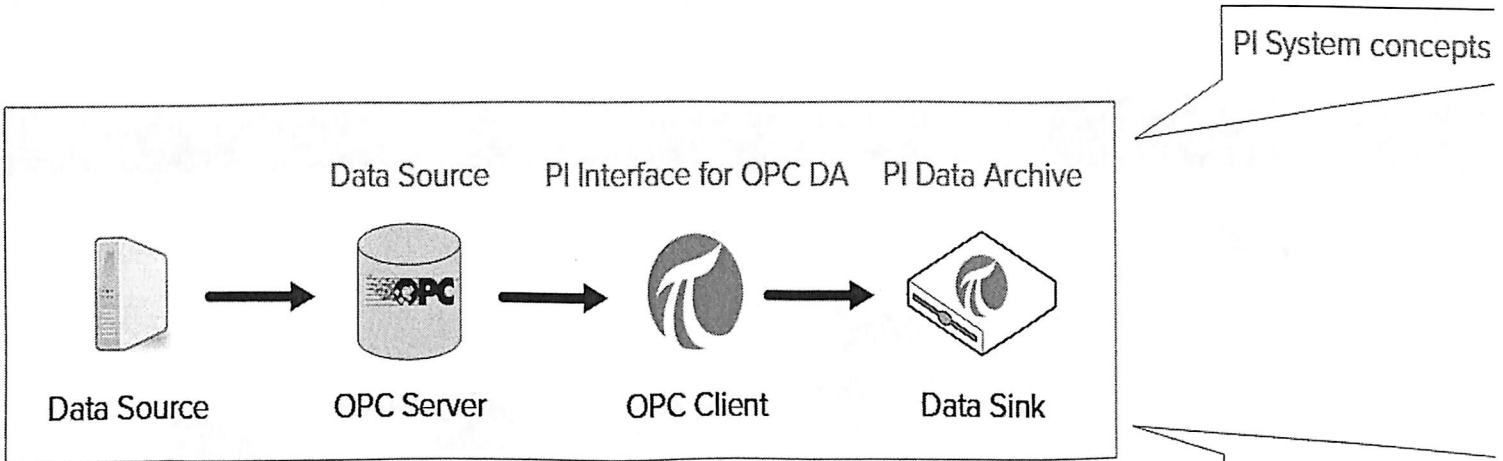 PI System concepts
Data Source PI Interface for OPC DA PI Data Archive
OPC
Data Source OPC Server OPC Client Data Sink